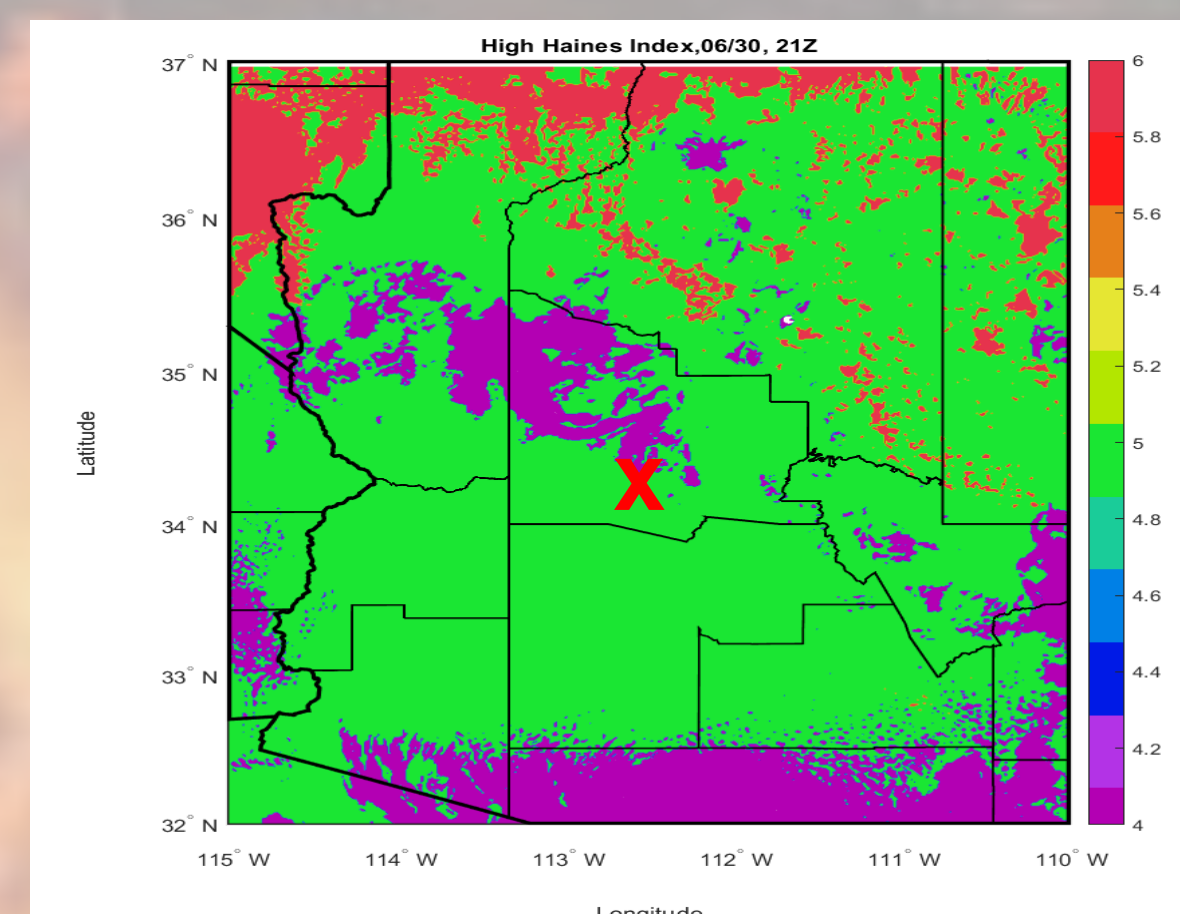 High Haines Index,06/30, 21Z
37° N
36° N
35° N
34° N
33° N
32° N
Latitude
115° W
114° W
113° W
112° W
111° W
110° W
Longitude
X
6
5.8
5.6
5.4
5.2
5
4.8
4.6
4.4
4.2
4